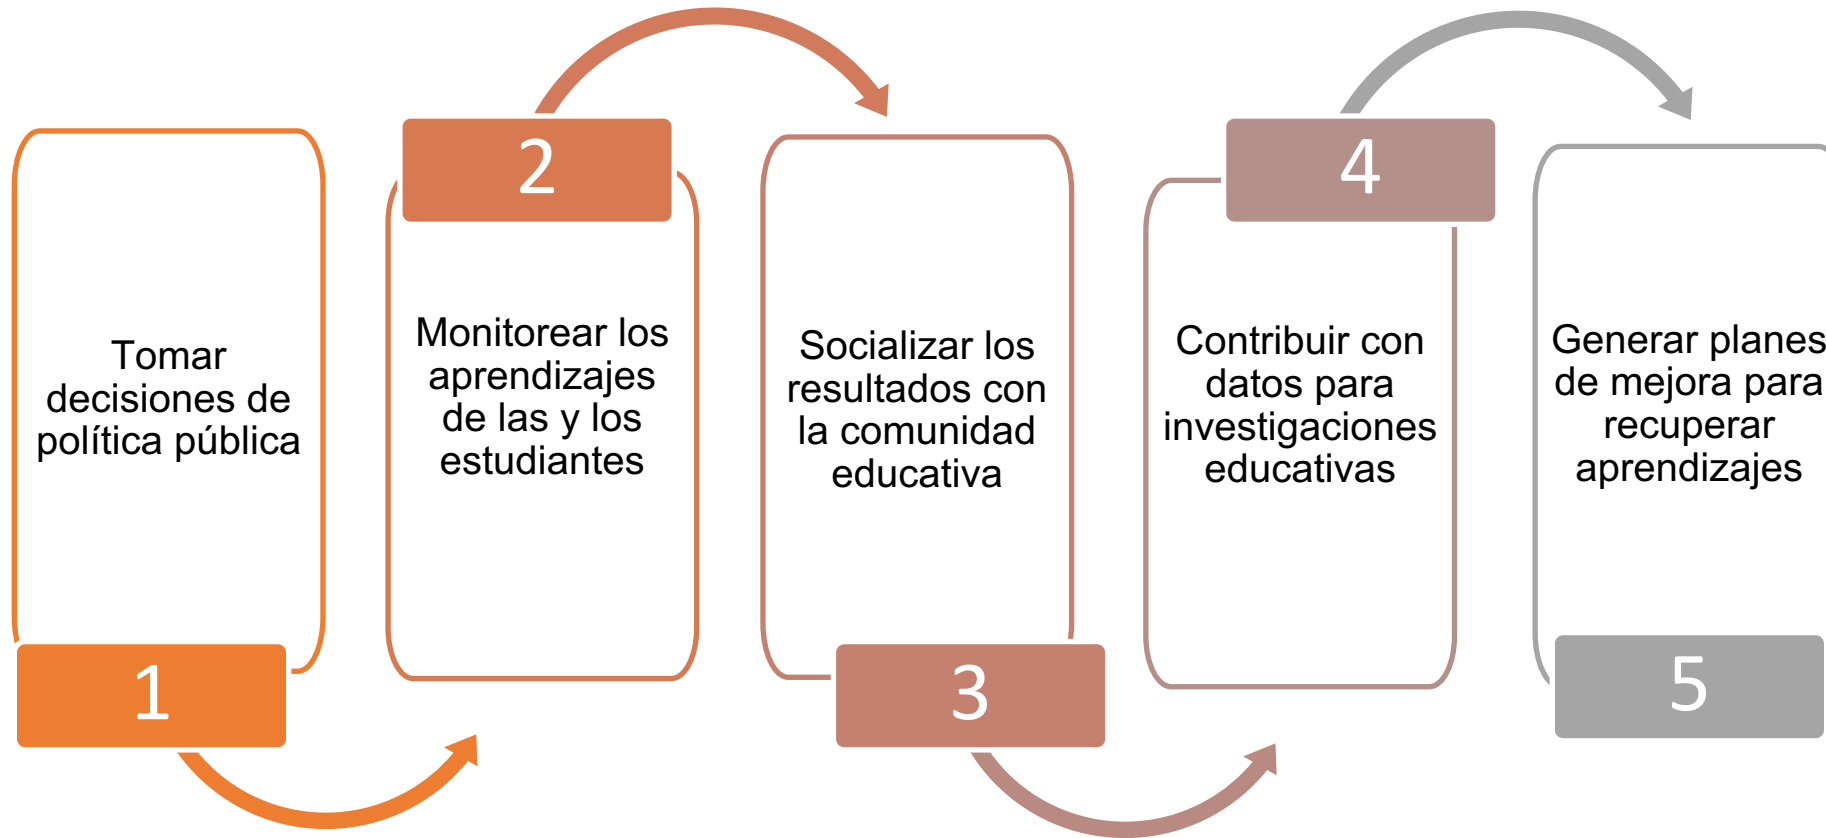 Tomar
decisiones de
política pública
1
2
Monitorear los
aprendizajes
de las y los
estudiantes
Socializar los
resultados con
la comunidad
educativa
3
4
Contribuir con
datos para
investigaciones
educativas
Generar planes
de mejora para
recuperar
aprendizajes
5